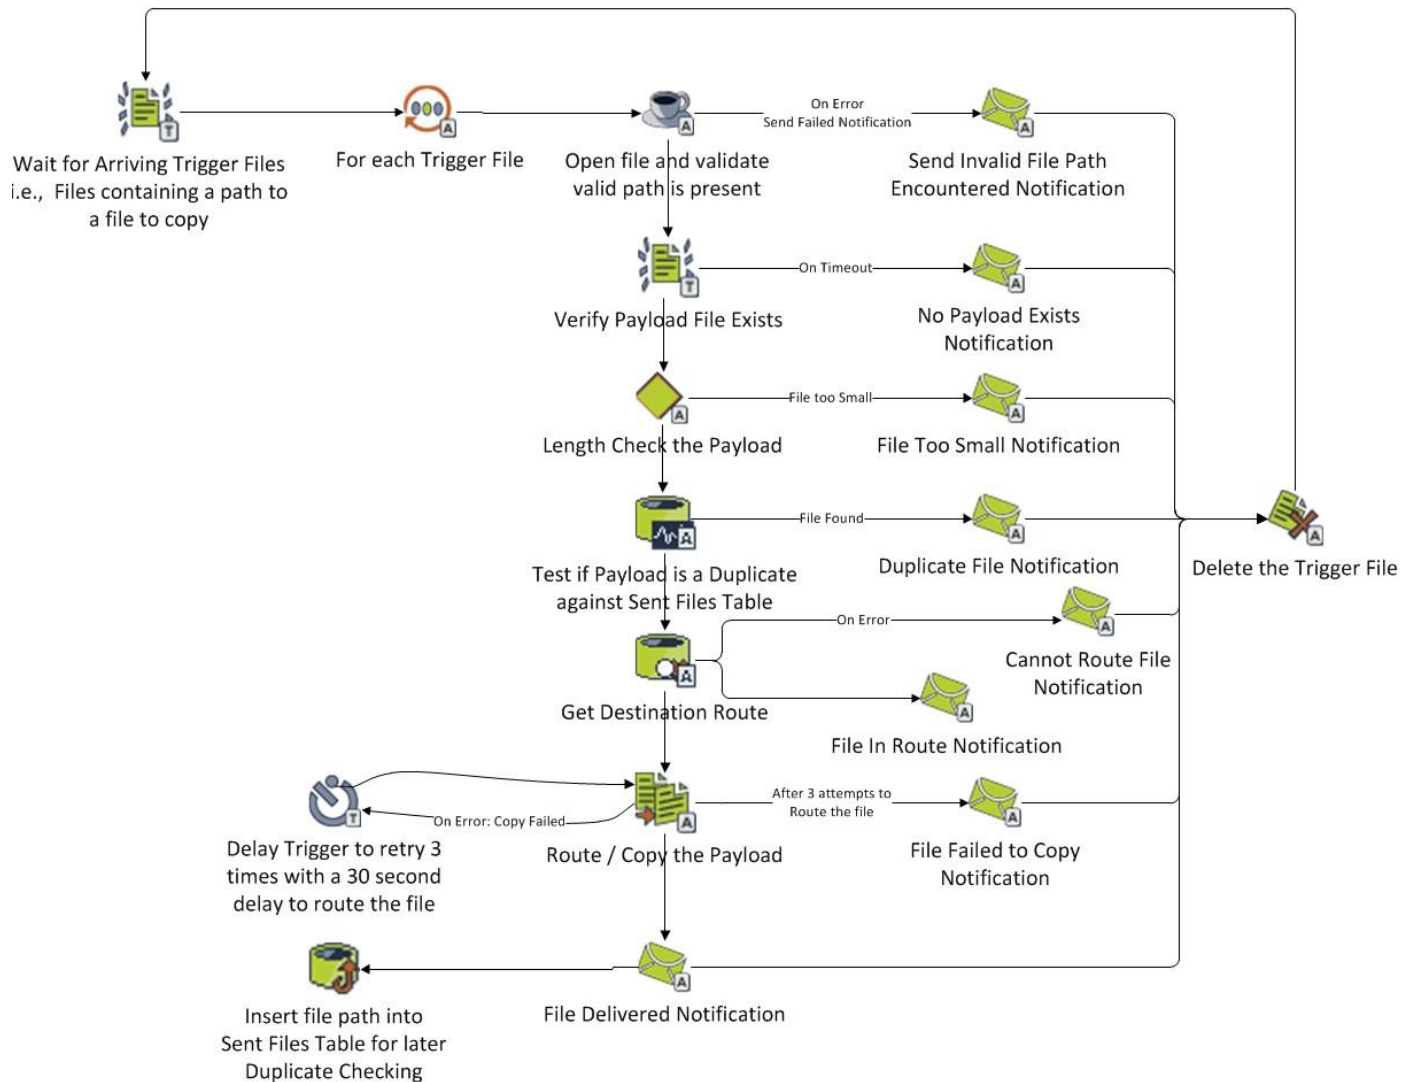 Wait for Arriving Trigger Files
i.e., Files containing a path to
a file to copy
T
For each Trigger File
A
Open file and validate
valid path is present
A
On Error
Send Failed Notification
Send Invalid File Path
Encountered Notification
A
Verify Payload File Exists
T
On Timeout
No Payload Exists
Notification
A
Length Check the Payload
A
File too Small
File Too Small Notification
A
Test if Payload is a Duplicate
against Sent Files Table
A
File Found
Duplicate File Notification
A
Delete the Trigger File
A
Get Destination Route
A
On Error
Cannot Route File
Notification
A
File In Route Notification
A
Delay Trigger to retry 3
times with a 30 second
delay to route the file
T
On Error: Copy Failed
Route / Copy the Payload
A
After 3 attempts to
Route the file
File Failed to Copy
Notification
A
Insert file path into
Sent Files Table for later
Duplicate Checking
File Delivered Notification
A